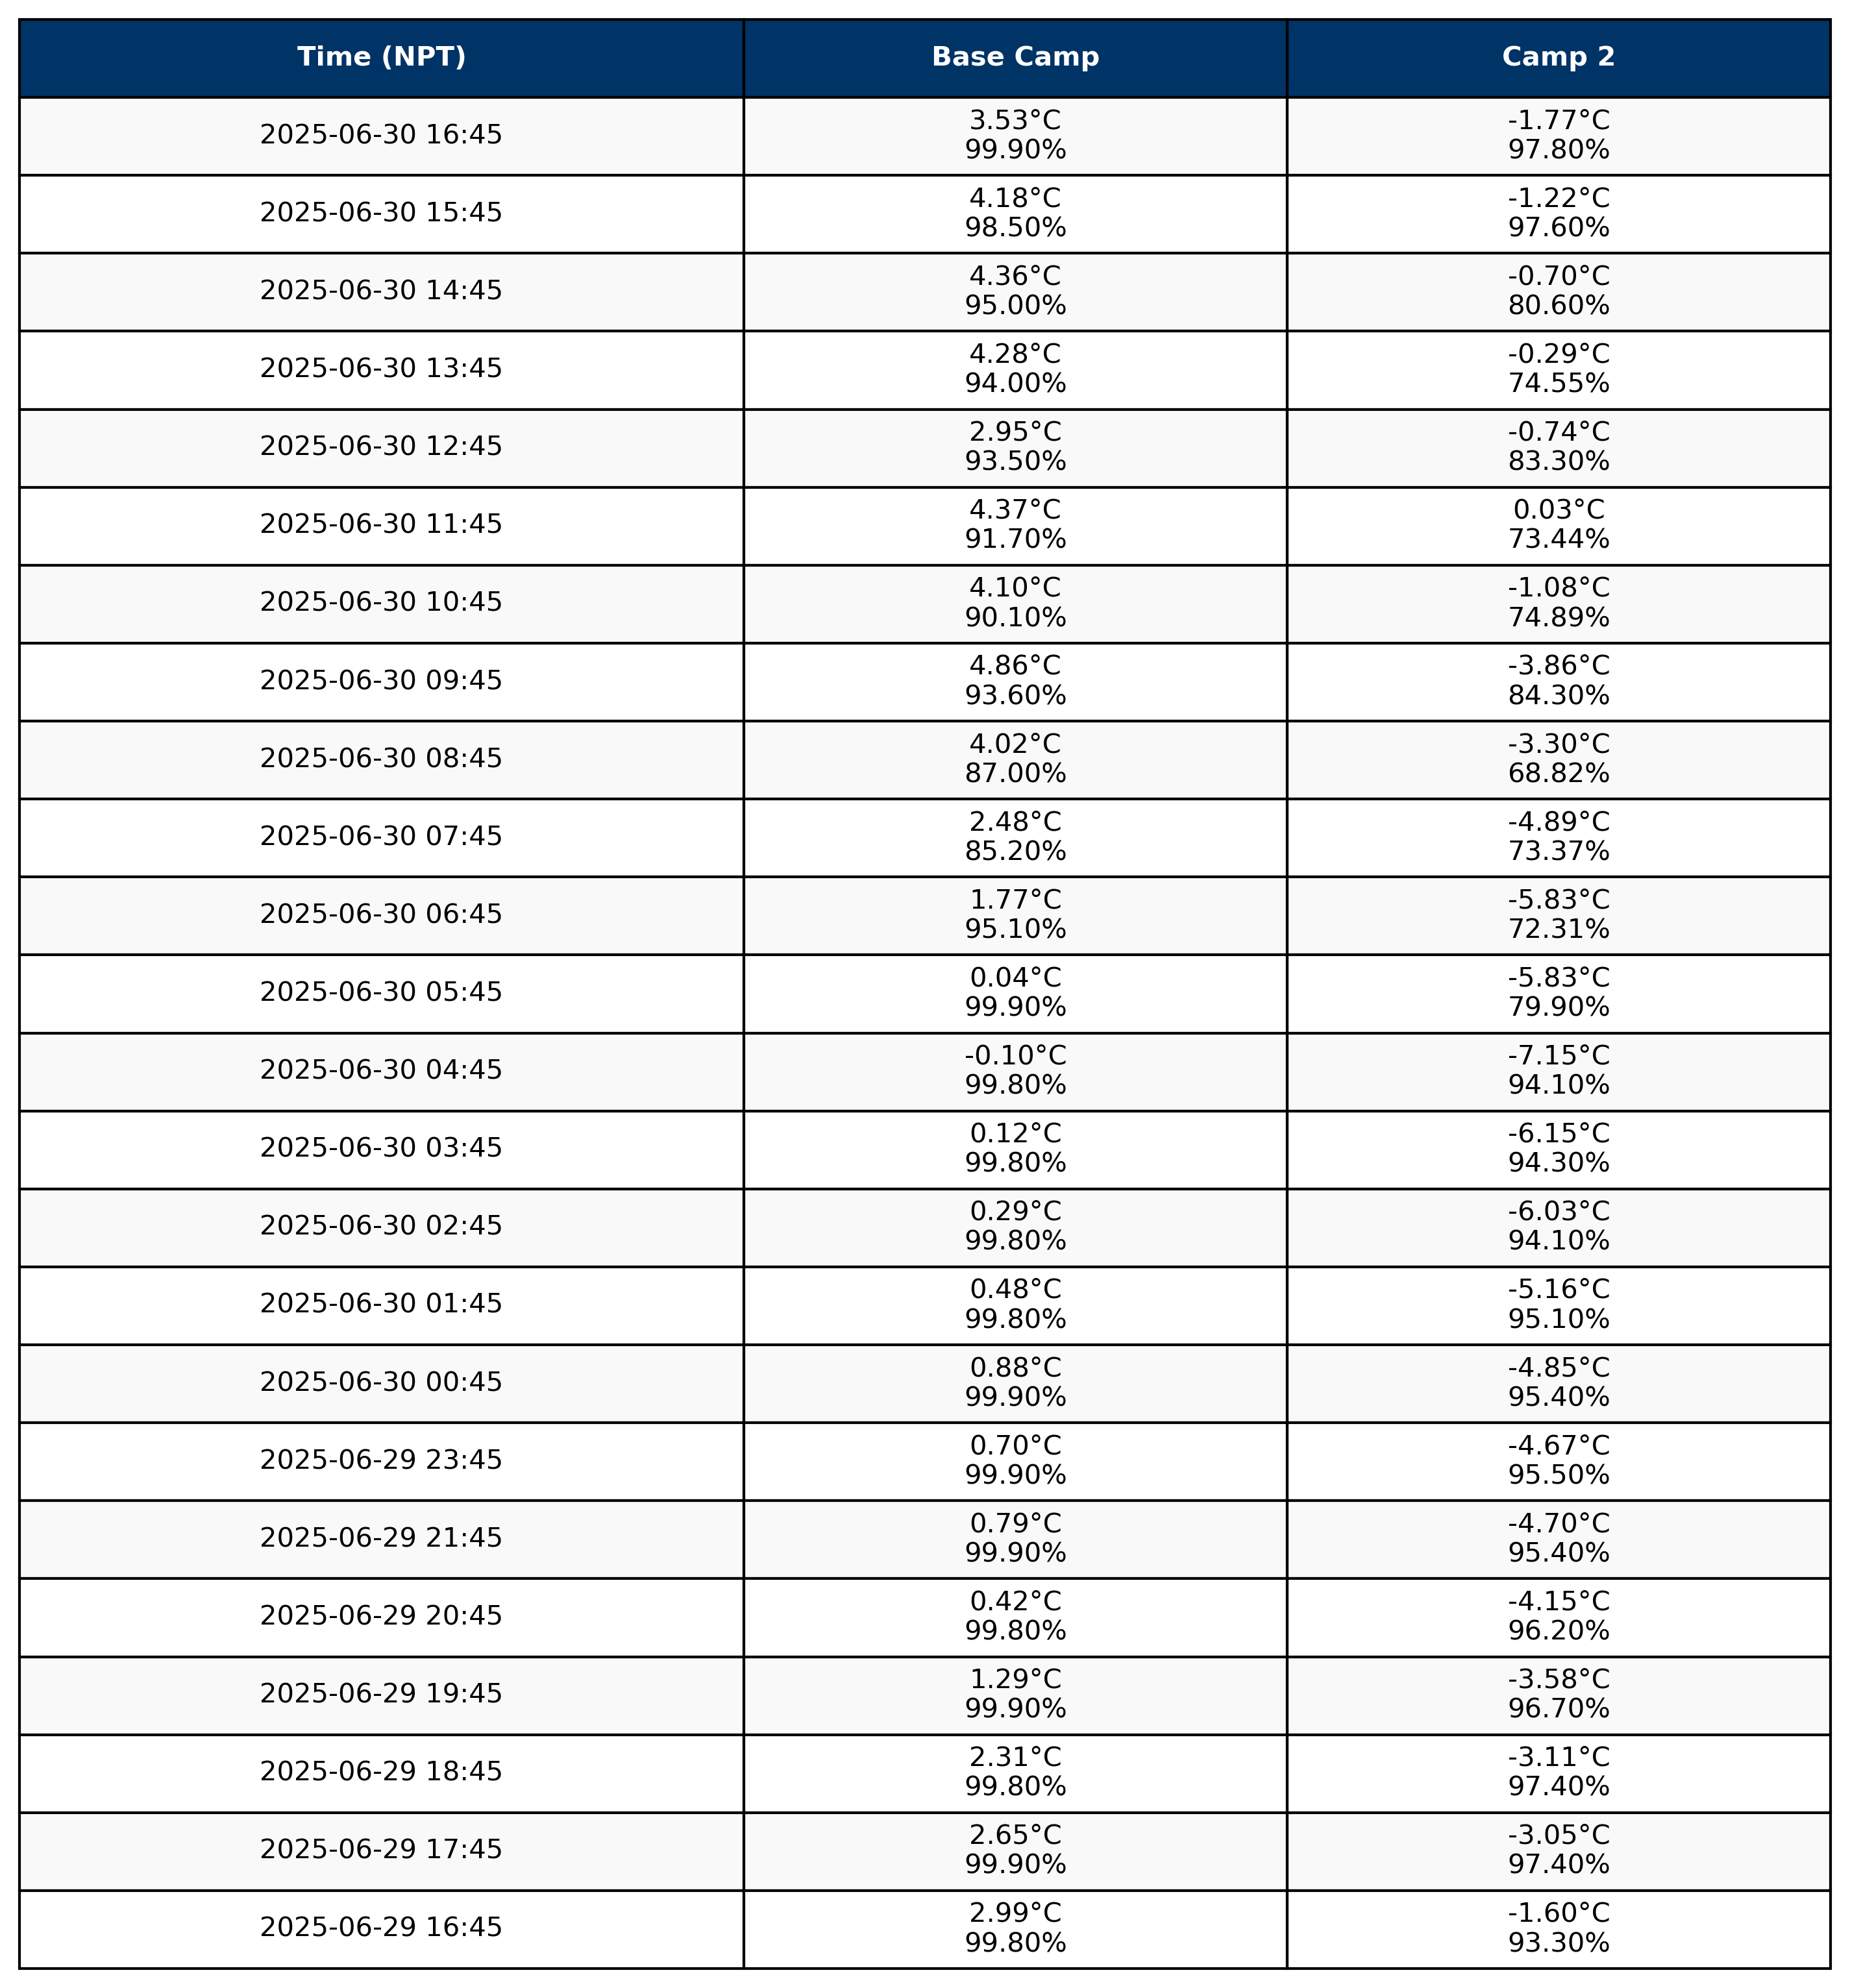 Time (NPT) Base Camp Camp 2
2025-06-30 16:45 3.53°C -1.77°C
99.90% 97.80%
2025-06-30 15:45 4.18°C -1.22°C
98.50% 97.60%
2025-06-30 14:45 4.36°C -0.70°C
95.00% 80.60%
2025-06-30 13:45 4.28°C -0.29°C
94.00% 74.55%
2025-06-30 12:45 2.95°C -0.74°C
93.50% 83.30%
2025-06-30 11:45 4.37°C 0.03°C
91.70% 73.44%
2025-06-30 10:45 4.10°C -1.08°C
90.10% 74.89%
2025-06-30 09:45 4.86°C -3.86°C
93.60% 84.30%
2025-06-30 08:45 4.02°C -3.30°C
87.00% 68.82%
2025-06-30 07:45 2.48°C -4.89°C
85.20% 73.37%
2025-06-30 06:45 1.77°C -5.83°C
95.10% 72.31%
2025-06-30 05:45 0.04°C -5.83°C
99.90% 79.90%
2025-06-30 04:45 -0.10°C -7.15°C
99.80% 94.10%
2025-06-30 03:45 0.12°C -6.15°C
99.80% 94.30%
2025-06-30 02:45 0.29°C -6.03°C
99.80% 94.10%
2025-06-30 01:45 0.48°C -5.16°C
99.80% 95.10%
2025-06-30 00:45 0.88°C -4.85°C
99.90% 95.40%
2025-06-29 23:45 0.70°C -4.67°C
99.90% 95.50%
2025-06-29 21:45 0.79°C -4.70°C
99.90% 95.40%
2025-06-29 20:45 0.42°C -4.15°C
99.80% 96.20%
2025-06-29 19:45 1.29°C -3.58°C
99.90% 96.70%
2025-06-29 18:45 2.31°C -3.11°C
99.80% 97.40%
2025-06-29 17:45 2.65°C -3.05°C
99.90% 97.40%
2025-06-29 16:45 2.99°C -1.60°C
99.80% 93.30%